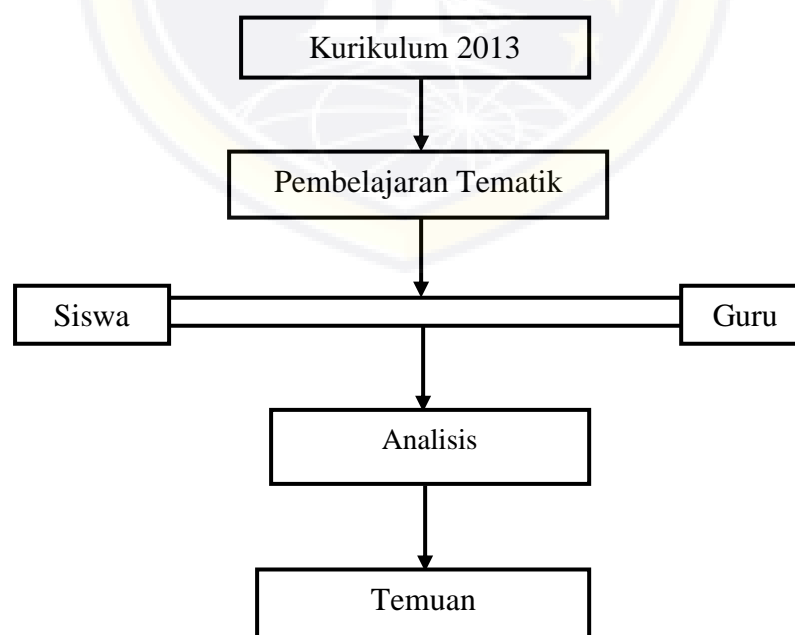 Kurikulum 2013
Pembelajaran Tematik
Siswa
Guru
Analisis
Temuan